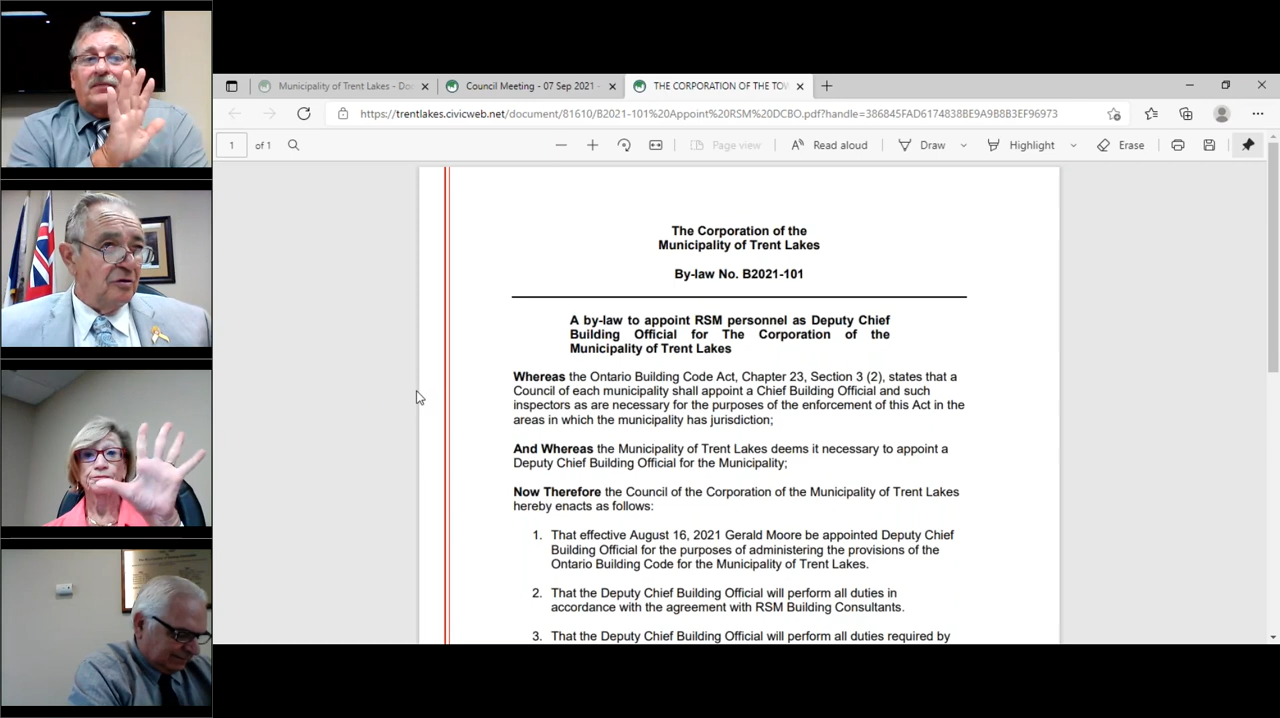 Municipality of Trent Lakes - Doc
Council Meeting - 07 Sep 2021 -
THE CORPORATION OF THE TOW
https://trentlakes.civicweb.net/document/81610/B2021-101%20Appoint%20RSM%20DCBO.pdf?handle=386845FAD6174838BE9A9B8B3EF96973
1 of 1
Page view
Read aloud
Draw
Highlight
Erase
The Corporation of the
Municipality of Trent Lakes
By-law No. B2021-101
A by-law to appoint RSM personnel as Deputy Chief
Building Official for The Corporation of the
Municipality of Trent Lakes
Whereas the Ontario Building Code Act, Chapter 23, Section 3 (2), states that a
Council of each municipality shall appoint a Chief Building Official and such
inspectors as are necessary for the purposes of the enforcement of this Act in the
areas in which the municipality has jurisdiction;
And Whereas the Municipality of Trent Lakes deems it necessary to appoint a
Deputy Chief Building Official for the Municipality;
Now Therefore the Council of the Corporation of the Municipality of Trent Lakes
hereby enacts as follows:
1. That effective August 16, 2021 Gerald Moore be appointed Deputy Chief
Building Official for the purposes of administering the provisions of the
Ontario Building Code for the Municipality of Trent Lakes.
2. That the Deputy Chief Building Official will perform all duties in
accordance with the agreement with RSM Building Consultants.
3. That the Deputy Chief Building Official will perform all duties required by